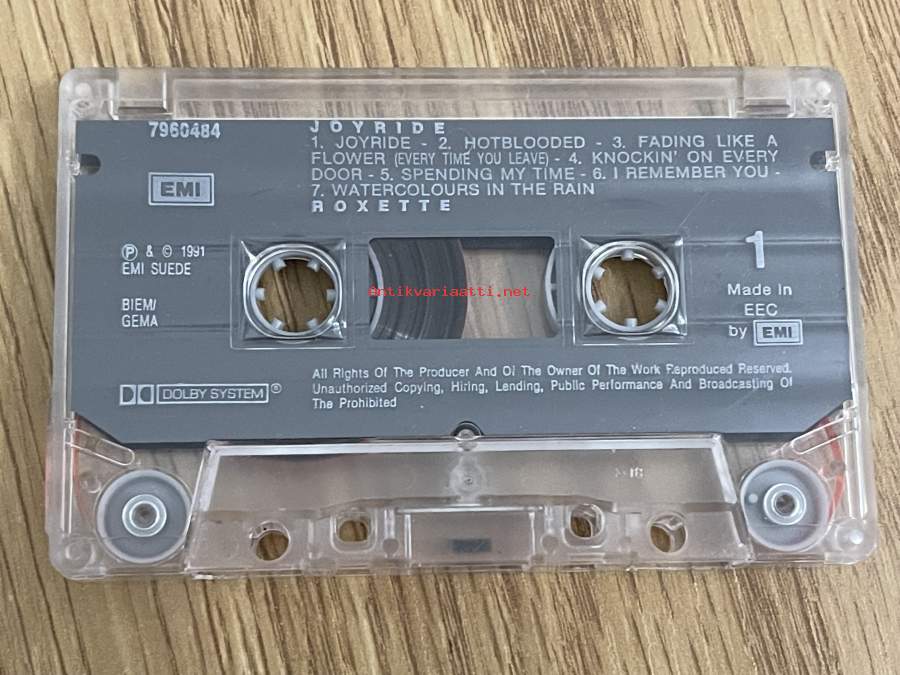 7960484
JOYRIDE
1. JOYRIDE - 2. HOTBLOODED - 3. FADING LIKE A
FLOWER (EVERY TIME YOU LEAVE) - 4. KNOCKIN' ON EVERY
DOOR - 5. SPENDING MY TIME - 6. I REMEMBER YOU -
7. WATERCOLOURS IN THE RAIN
ROXETTE
EMI
℗ & © 1991
EMI SUEDE
BIEM/
GEMA
1
Made in
EEC
by EMI
antikvariaatti.net
DOLBY SYSTEM®
All Rights Of The Producer And Of The Owner Of The Work Reproduced Reserved.
Unauthorized Copying, Hiring, Lending, Public Performance And Broadcasting Of
The Prohibited